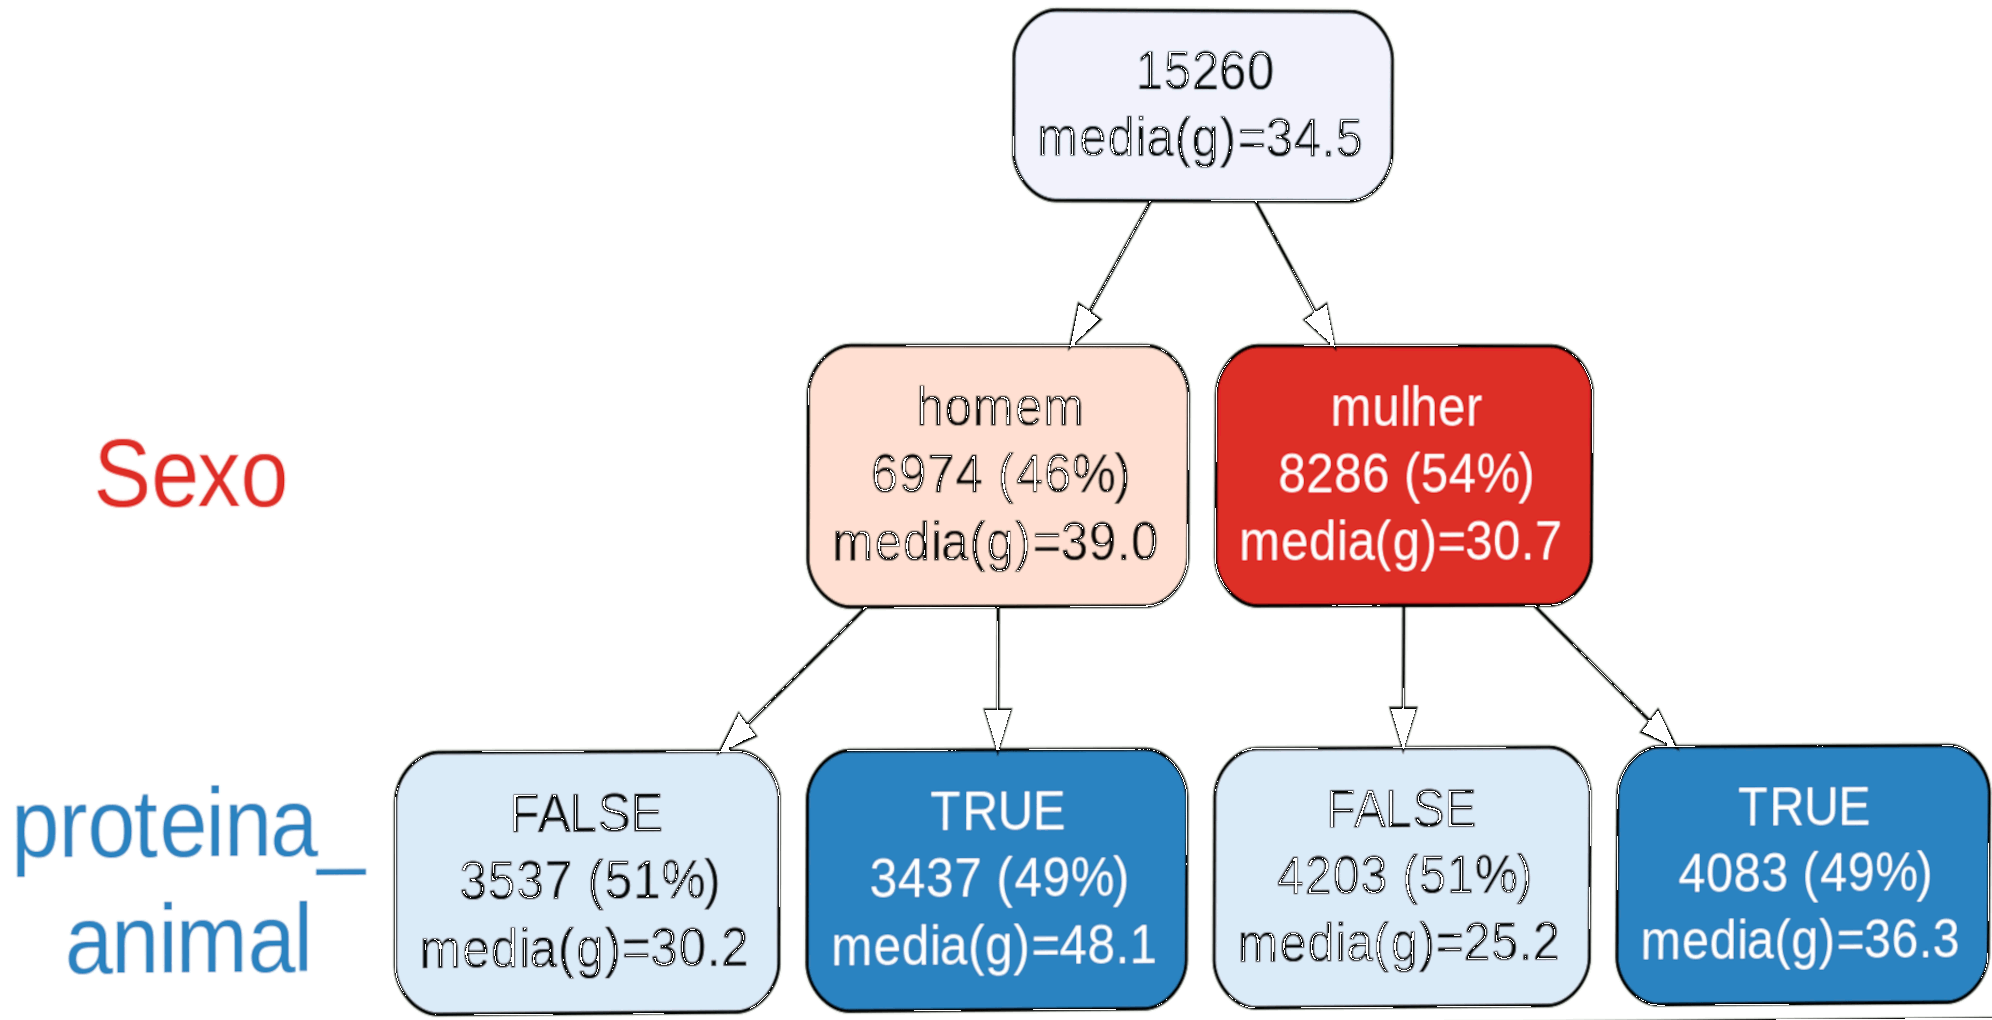 15260
media(g)=34.5
Sexo
homem
6974 (46%)
media(g)=39.0
mulher
8286 (54%)
media(g)=30.7
proteina_
animal
FALSE
3537 (51%)
media(g)=30.2
TRUE
3437 (49%)
media(g)=48.1
FALSE
4203 (51%)
media(g)=25.2
TRUE
4083 (49%)
media(g)=36.3